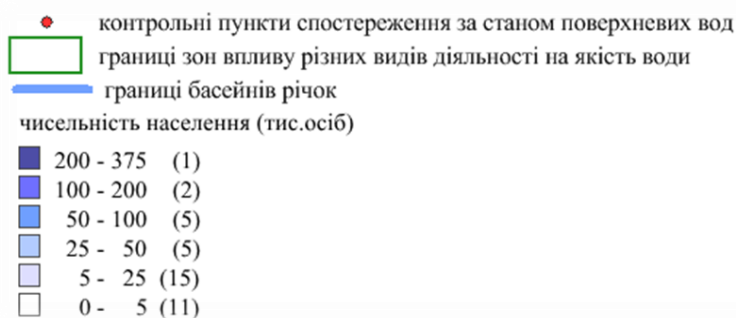 контрольні пункти спостереження за станом поверхневих вод
границі зон впливу різних видів діяльності на якість води
границі басейнів річок
чисельність населення (тис.осіб)
200 - 375 (1)
100 - 200 (2)
50 - 100 (5)
25 - 50 (5)
5 - 25 (15)
0 - 5 (11)